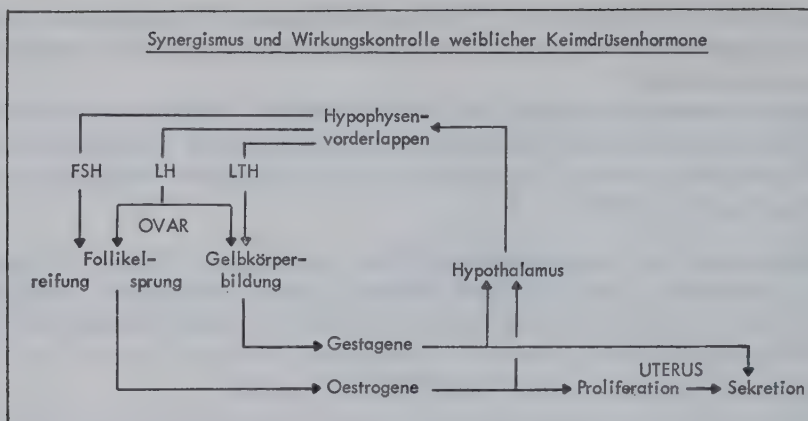 Synergismus und Wirkungskontrolle weiblicher Keimdrüsenhormone
Hypophysen-
vorderlappen
FSH LH LTH
OVAR
Follikel- Gelbkörper-
reifung sprung bildung
Hypothalamus
Gestagene
UTERUS
Oestrogene Proliferation Sekretion